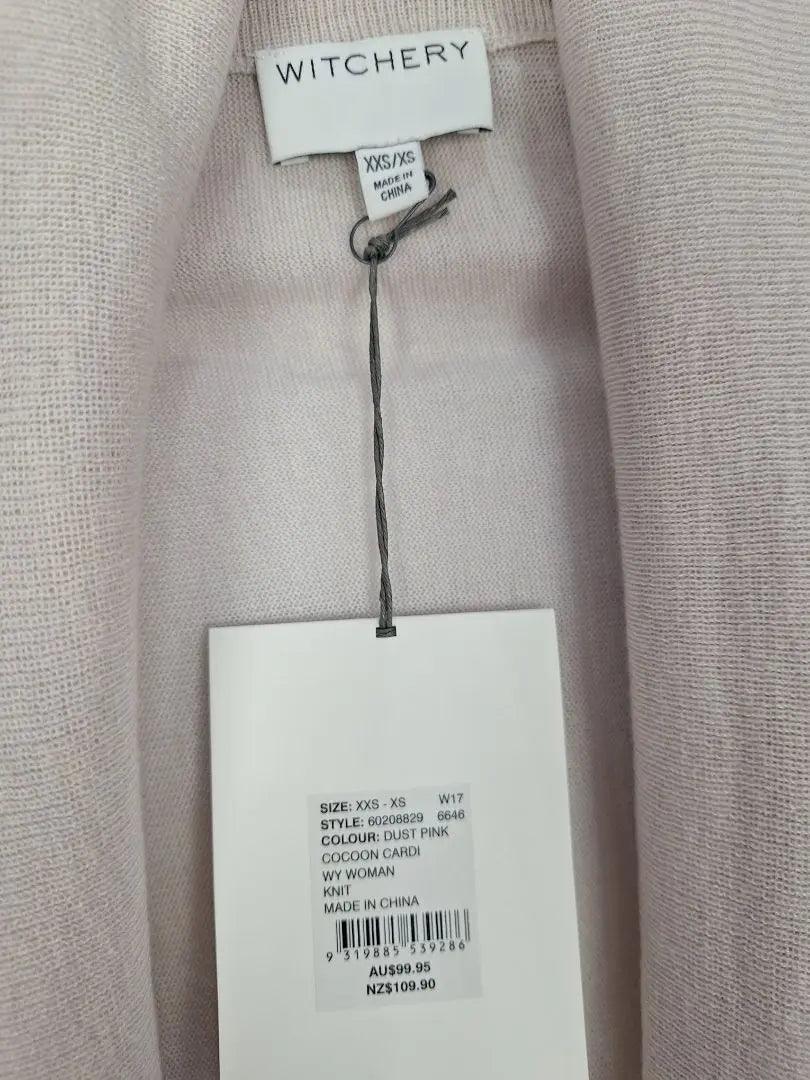 WITCHERY
XXS/XS
MADE IN
CHINA
SIZE: XXS - XS W17
STYLE: 60208829 6646
COLOUR: DUST PINK
COCOON CARDI
WY WOMAN
KNIT
MADE IN CHINA
9 319885 539286
AU$99.95
NZ$109.90